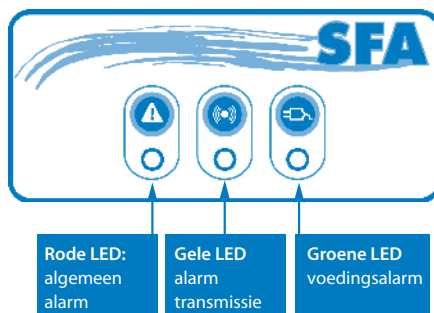 SFA
Rode LED:
algemeen
alarm
Gele LED
alarm
transmissie
Groene LED
voedingsalarm